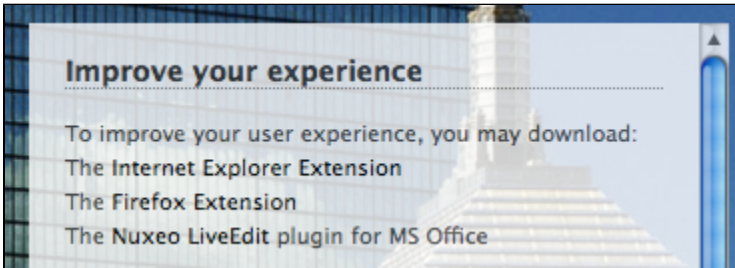 Improve your experience
To improve your user experience, you may download:
The Internet Explorer Extension
The Firefox Extension
The Nuxeo LiveEdit plugin for MS Office